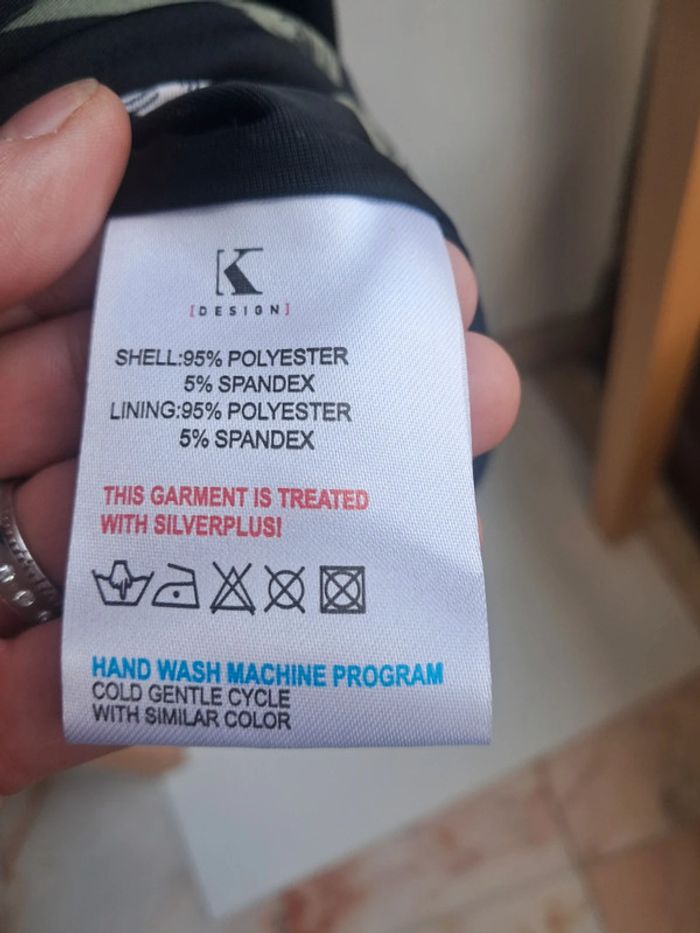 K
[DESIGN]
SHELL:95% POLYESTER
5% SPANDEX
LINING:95% POLYESTER
5% SPANDEX
THIS GARMENT IS TREATED
WITH SILVERPLUS!
HAND WASH MACHINE PROGRAM
COLD GENTLE CYCLE
WITH SIMILAR COLOR